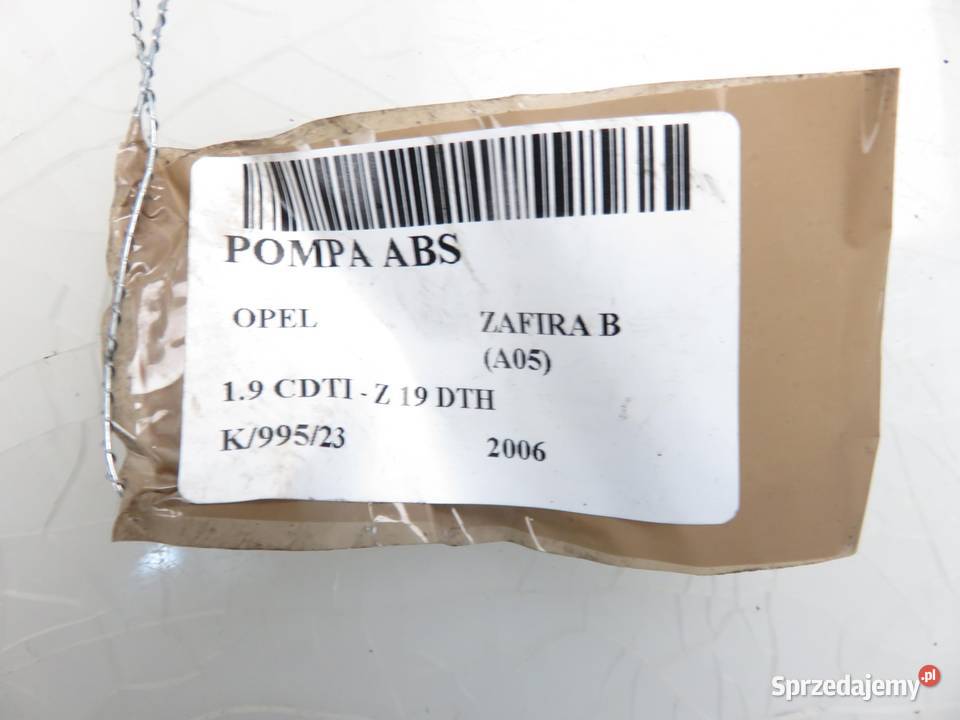 POMPA ABS
OPEL ZAFIRA B
(A05)
1.9 CDTI - Z 19 DTH
K/995/23 2006
Sprzedajemy.pl